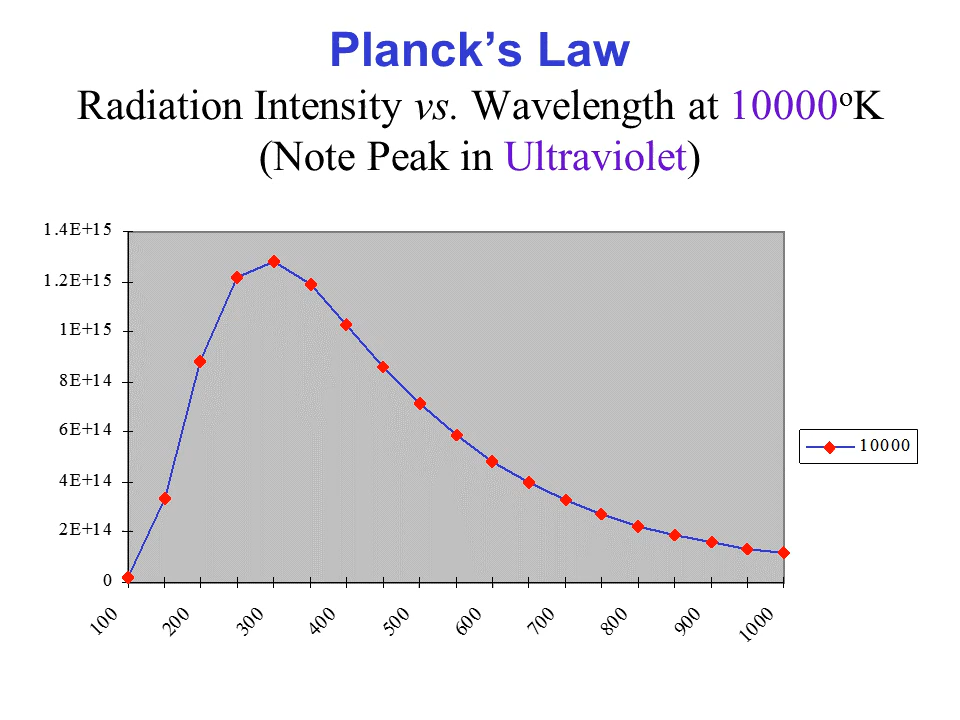 Planck’s Law
Radiation Intensity vs. Wavelength at 10000oK
(Note Peak in Ultraviolet)
1.4E+15
1.2E+15
1E+15
8E+14
6E+14
4E+14
2E+14
0
10000
100
200
300
400
500
600
700
800
900
1000